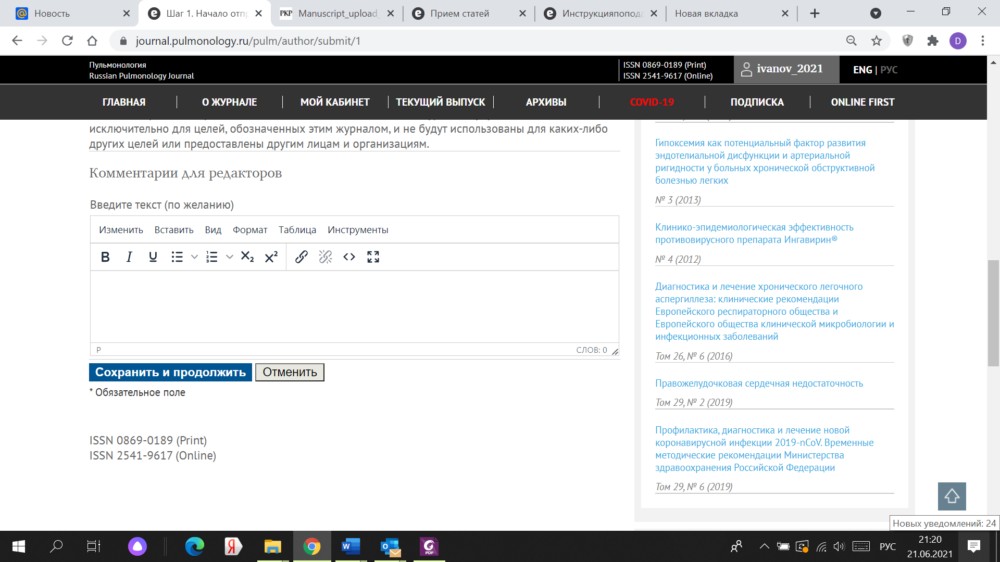 Новость
Шаг 1. Начало отпр
Manuscript_upload_
Прием статей
Инструкцияпопода
Новая вкладка
journal.pulmonology.ru/pulm/author/submit/1
D
Пульмонология
Russian Pulmonology Journal
ISSN 0869-0189 (Print)
ISSN 2541-9617 (Online)
ivanov_2021
ENG | РУС
ГЛАВНАЯ
О ЖУРНАЛЕ
МОЙ КАБИНЕТ
ТЕКУЩИЙ ВЫПУСК
АРХИВЫ
COVID-19
ПОДПИСКА
ONLINE FIRST
исключительно для целей, обозначенных этим журналом, и не будут использованы для каких-либо
других целей или предоставлены другим лицам и организациям.
Комментарии для редакторов
Введите текст (по желанию)
Изменить Вставить Вид Формат Таблица Инструменты
P
СЛОВ: 0
Сохранить и продолжить
Отменить
* Обязательное поле
ISSN 0869-0189 (Print)
ISSN 2541-9617 (Online)
Гипоксемия как потенциальный фактор развития
эндотелиальной дисфункции и артериальной
ригидности у больных хронической обструктивной
болезнью легких
№ 3 (2013)
Клинико-эпидемиологическая эффективность
противовирусного препарата Ингавирин®
№ 4 (2012)
Диагностика и лечение хронического легочного
аспергиллеза: клинические рекомендации
Европейского респираторного общества и
Европейского общества клинической микробиологии и
инфекционных заболеваний
Том 26, № 6 (2016)
Правожелудочковая сердечная недостаточность
Том 29, № 2 (2019)
Профилактика, диагностика и лечение новой
коронавирусной инфекции 2019-nCoV. Временные
методические рекомендации Министерства
здравоохранения Российской Федерации
Том 29, № 6 (2019)
Новых уведомлений: 24
РУС
21:20
21.06.2021